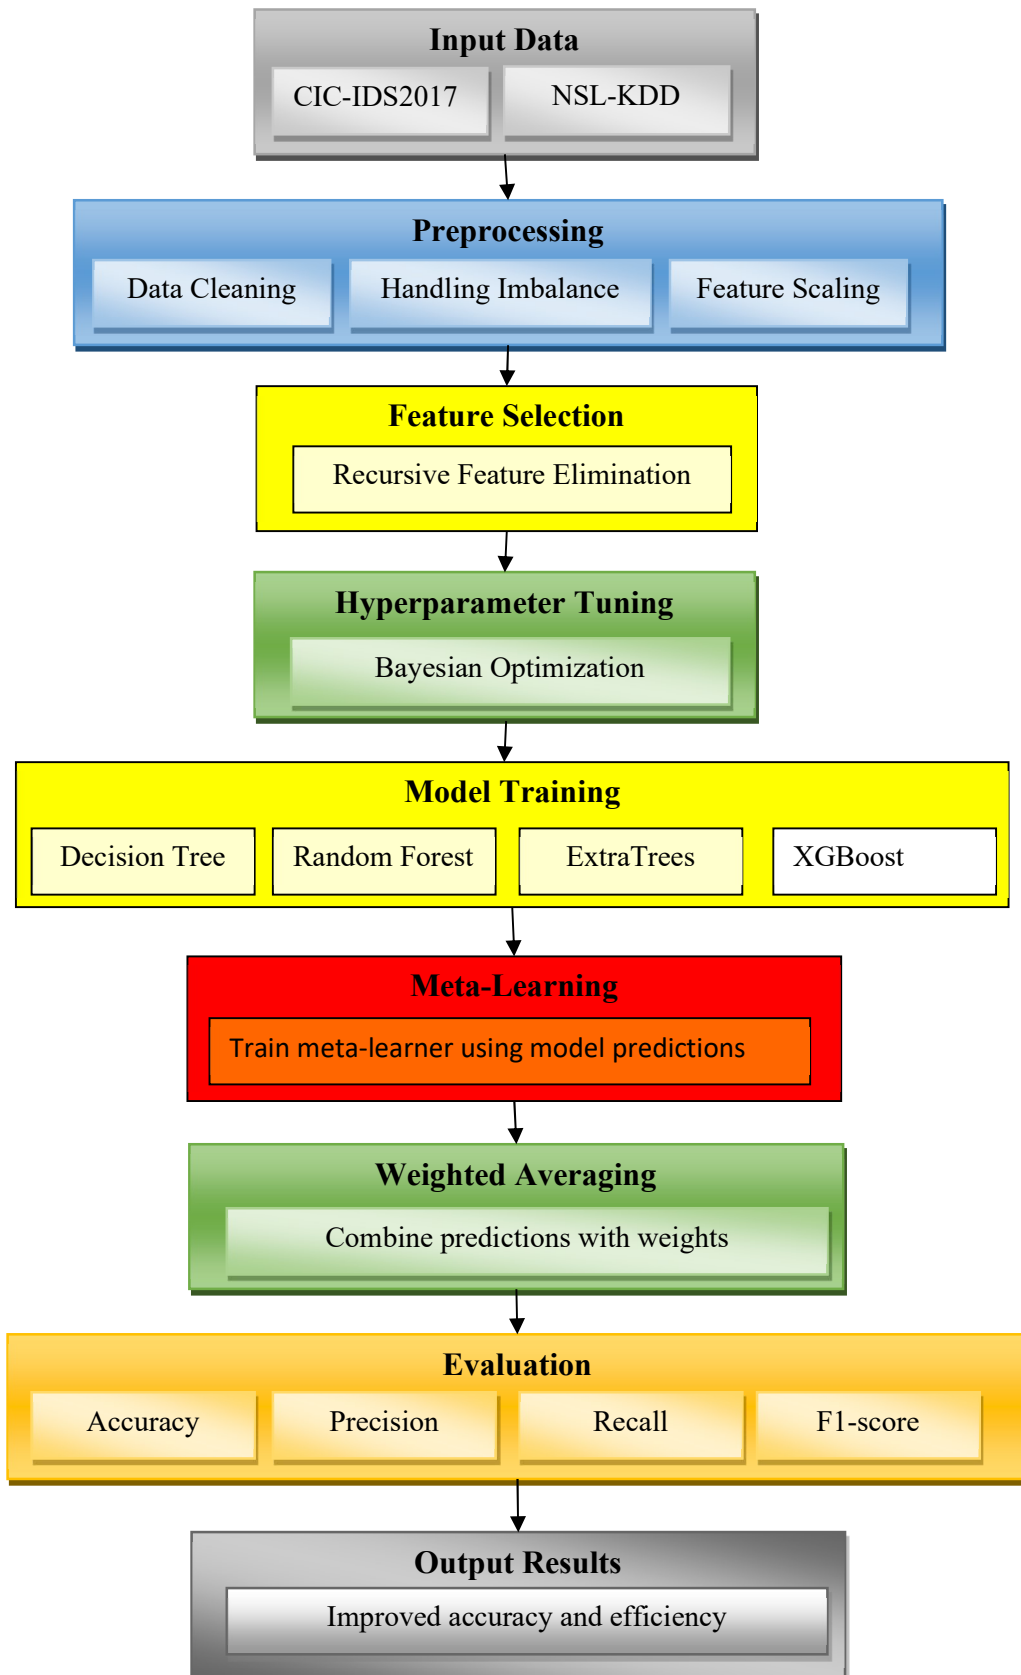 Input Data
CIC-IDS2017 NSL-KDD
Preprocessing
Data Cleaning Handling Imbalance Feature Scaling
Feature Selection
Recursive Feature Elimination
Hyperparameter Tuning
Bayesian Optimization
Model Training
Decision Tree Random Forest ExtraTrees XGBoost
Meta-Learning
Train meta-learner using model predictions
Weighted Averaging
Combine predictions with weights
Evaluation
Accuracy Precision Recall F1-score
Output Results
Improved accuracy and efficiency